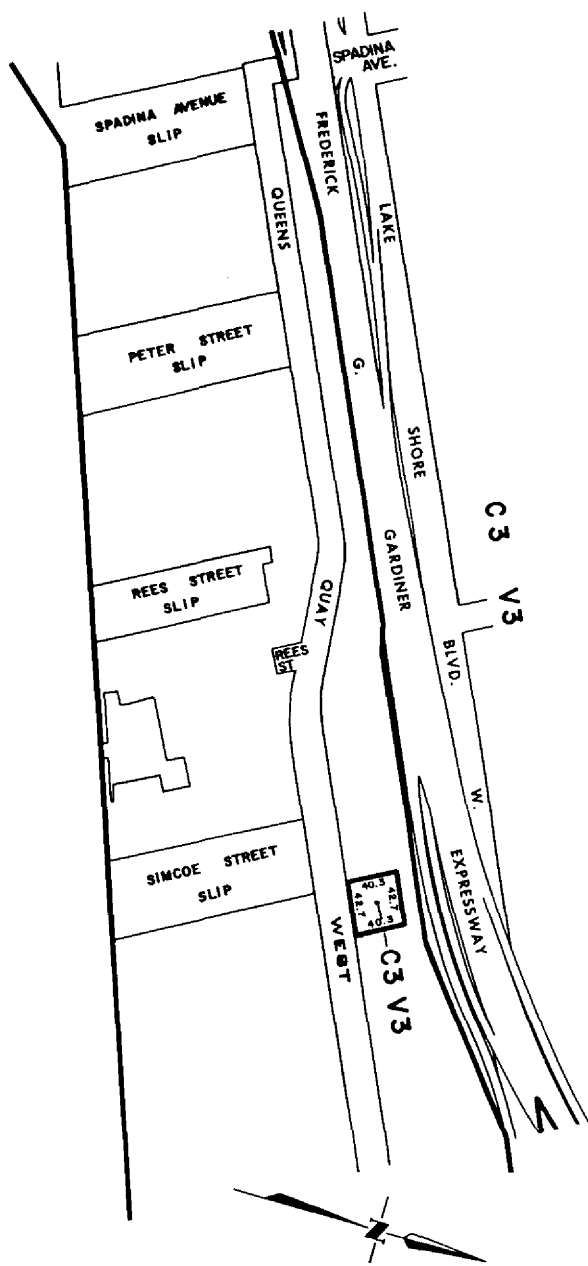 SPADINA AVE.
SPADINA AVENUE
SLIP
FREDERICK
QUEENS
LAKE
PETER STREET
SLIP
G.
SHORE
C 3 V3
GARDINER
REES STREET
SLIP
QUAY
REES
ST
BLVD.
W.
SIMCOE STREET
SLIP
EXPRESSWAY
40.3
42.7
42.7
40.3
WEST
C3 V3
N